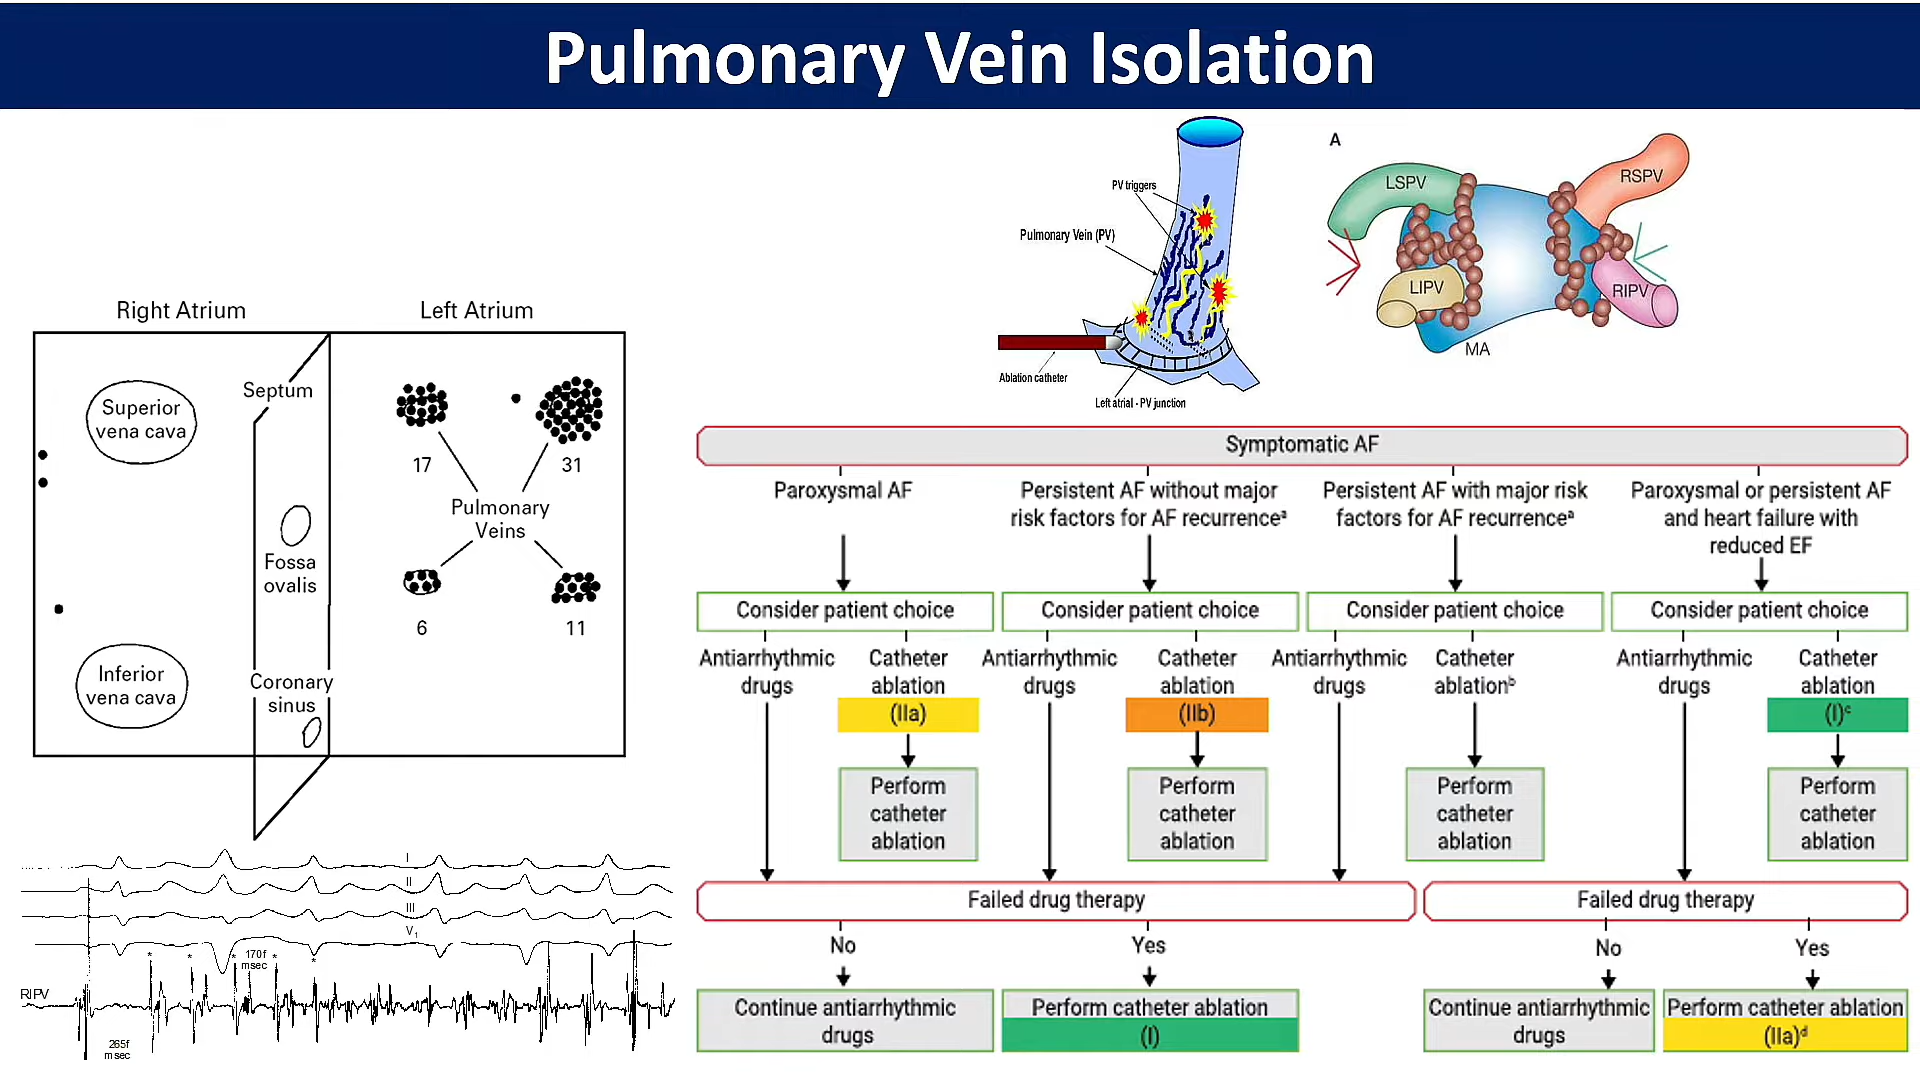 Pulmonary Vein Isolation
Right Atrium
Left Atrium
Septum
Superior
vena cava
17
31
Pulmonary
Veins
Fossa
ovalis
6
11
Inferior
vena cava
Coronary
sinus
I
II
III
V1
* * * * *
170f
msec
RIPV
265f
msec
PV triggers
Pulmonary Vein (PV)
Ablation catheter
Left atrial - PV junction
A
LSPV
RSPV
LIPV
RIPV
MA
Symptomatic AF
Paroxysmal AF
Persistent AF without major
risk factors for AF recurrenceª
Persistent AF with major risk
factors for AF recurrenceª
Paroxysmal or persistent AF
and heart failure with
reduced EF
Consider patient choice
Consider patient choice
Consider patient choice
Consider patient choice
Antiarrhythmic
drugs
Catheter
ablation
(IIa)
Antiarrhythmic
drugs
Catheter
ablation
(IIb)
Antiarrhythmic
drugs
Catheter
ablationᵇ
Antiarrhythmic
drugs
Catheter
ablation
(I)ᶜ
Perform
catheter
ablation
Perform
catheter
ablation
Perform
catheter
ablation
Perform
catheter
ablation
Failed drug therapy
Failed drug therapy
No
Yes
No
Yes
Continue antiarrhythmic
drugs
Perform catheter ablation
(I)
Continue antiarrhythmic
drugs
Perform catheter ablation
(IIa)ᵈ